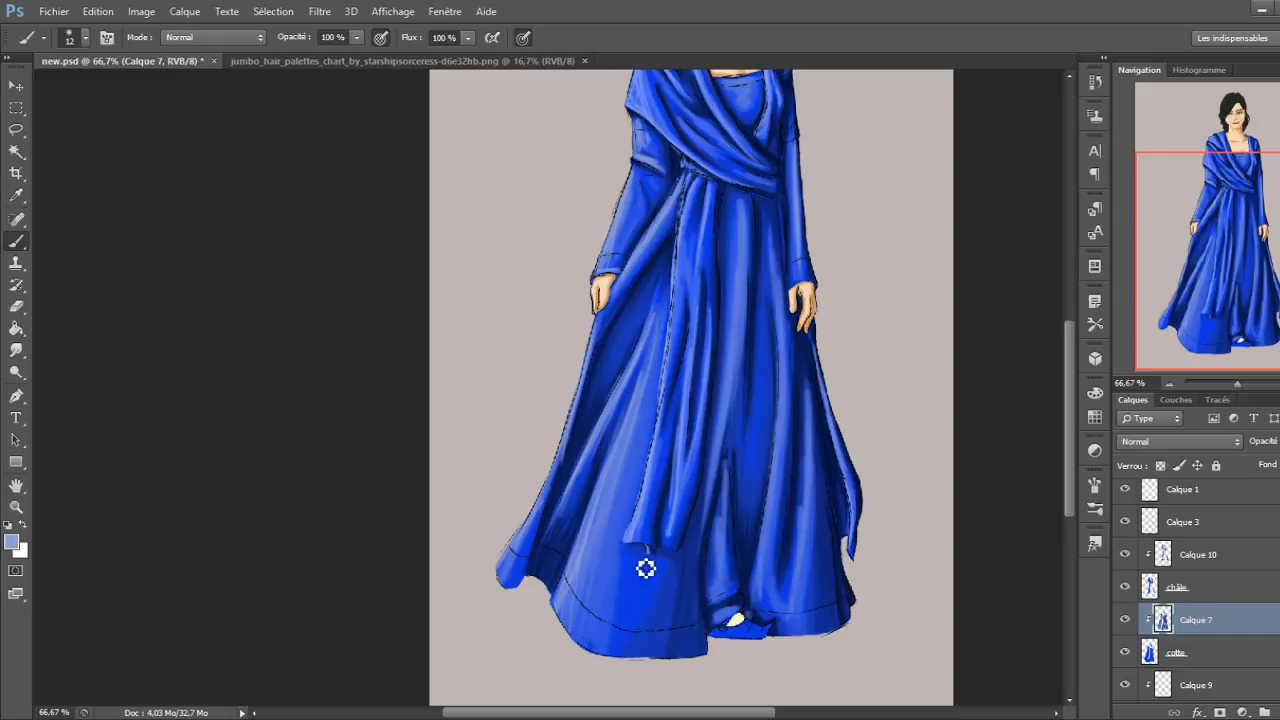 Ps Fichier Edition Image Calque Texte Sélection Filtre 3D Affichage Fenêtre Aide
12 Mode : Normal Opacité : 100 % Flux : 100 % Les indispensables
new.psd @ 66,7% (Calque 7, RVB/8) * × jumbo_hair_palettes_chart_by_starshipsorceress-d6e32hb.png @ 16,7% (RVB/8) ×
Navigation Histogramme
66,67 %
Calques Couches Tracés
Type
Normal Opacité
Verrou : Fond
Calque 1
Calque 3
Calque 10
châle
Calque 7
cotte
Calque 9
66,67 % Doc : 4,03 Mo/32,7 Mo